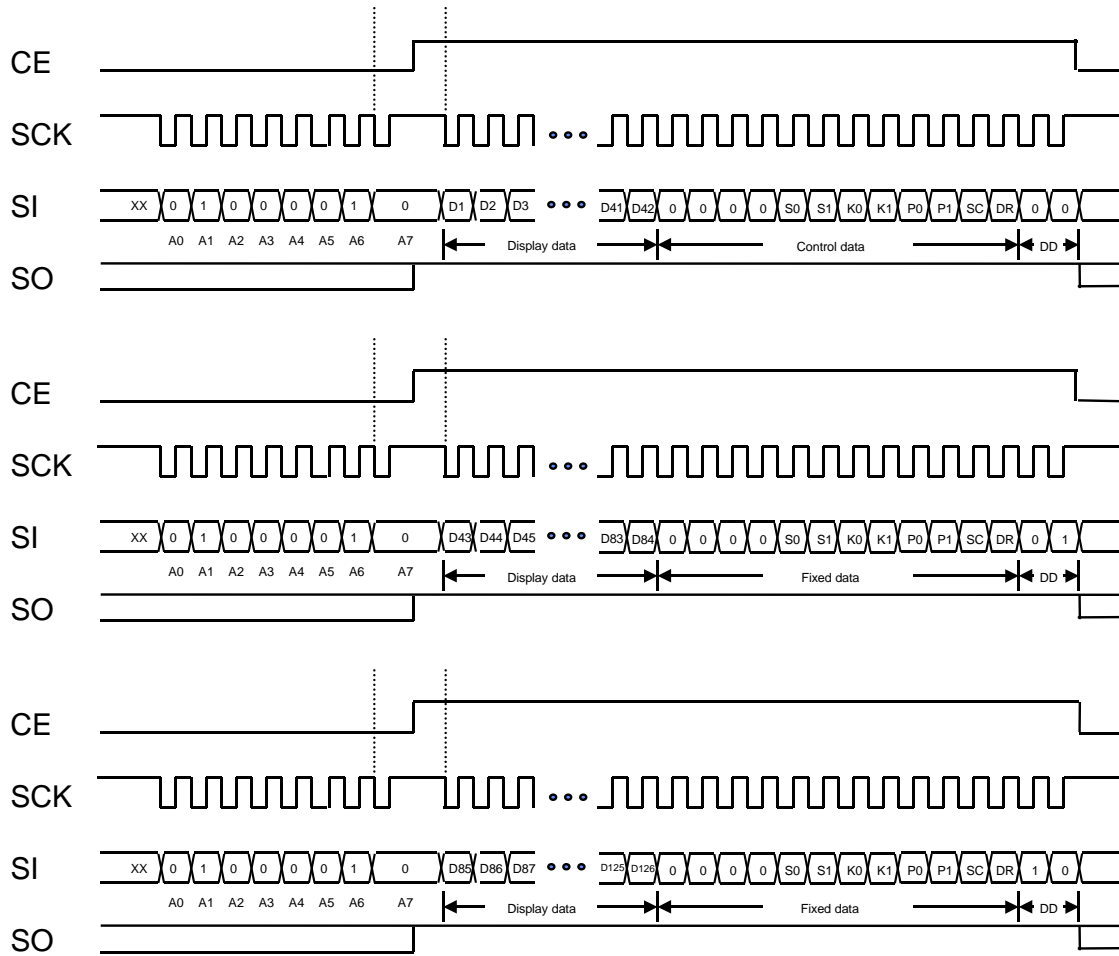 CE
SCK
SI XX 0 1 0 0 0 0 1 0 D1 D2 D3 D41 D42 0 0 0 0 S0 S1 K0 K1 P0 P1 SC DR 0 0
A0 A1 A2 A3 A4 A5 A6 A7 Display data Control data DD
SO
CE
SCK
SI XX 0 1 0 0 0 0 1 0 D43 D44 D45 D83 D84 0 0 0 0 S0 S1 K0 K1 P0 P1 SC DR 0 1
A0 A1 A2 A3 A4 A5 A6 A7 Display data Fixed data DD
SO
CE
SCK
SI XX 0 1 0 0 0 0 1 0 D85 D86 D87 D125 D126 0 0 0 0 S0 S1 K0 K1 P0 P1 SC DR 1 0
A0 A1 A2 A3 A4 A5 A6 A7 Display data Fixed data DD
SO